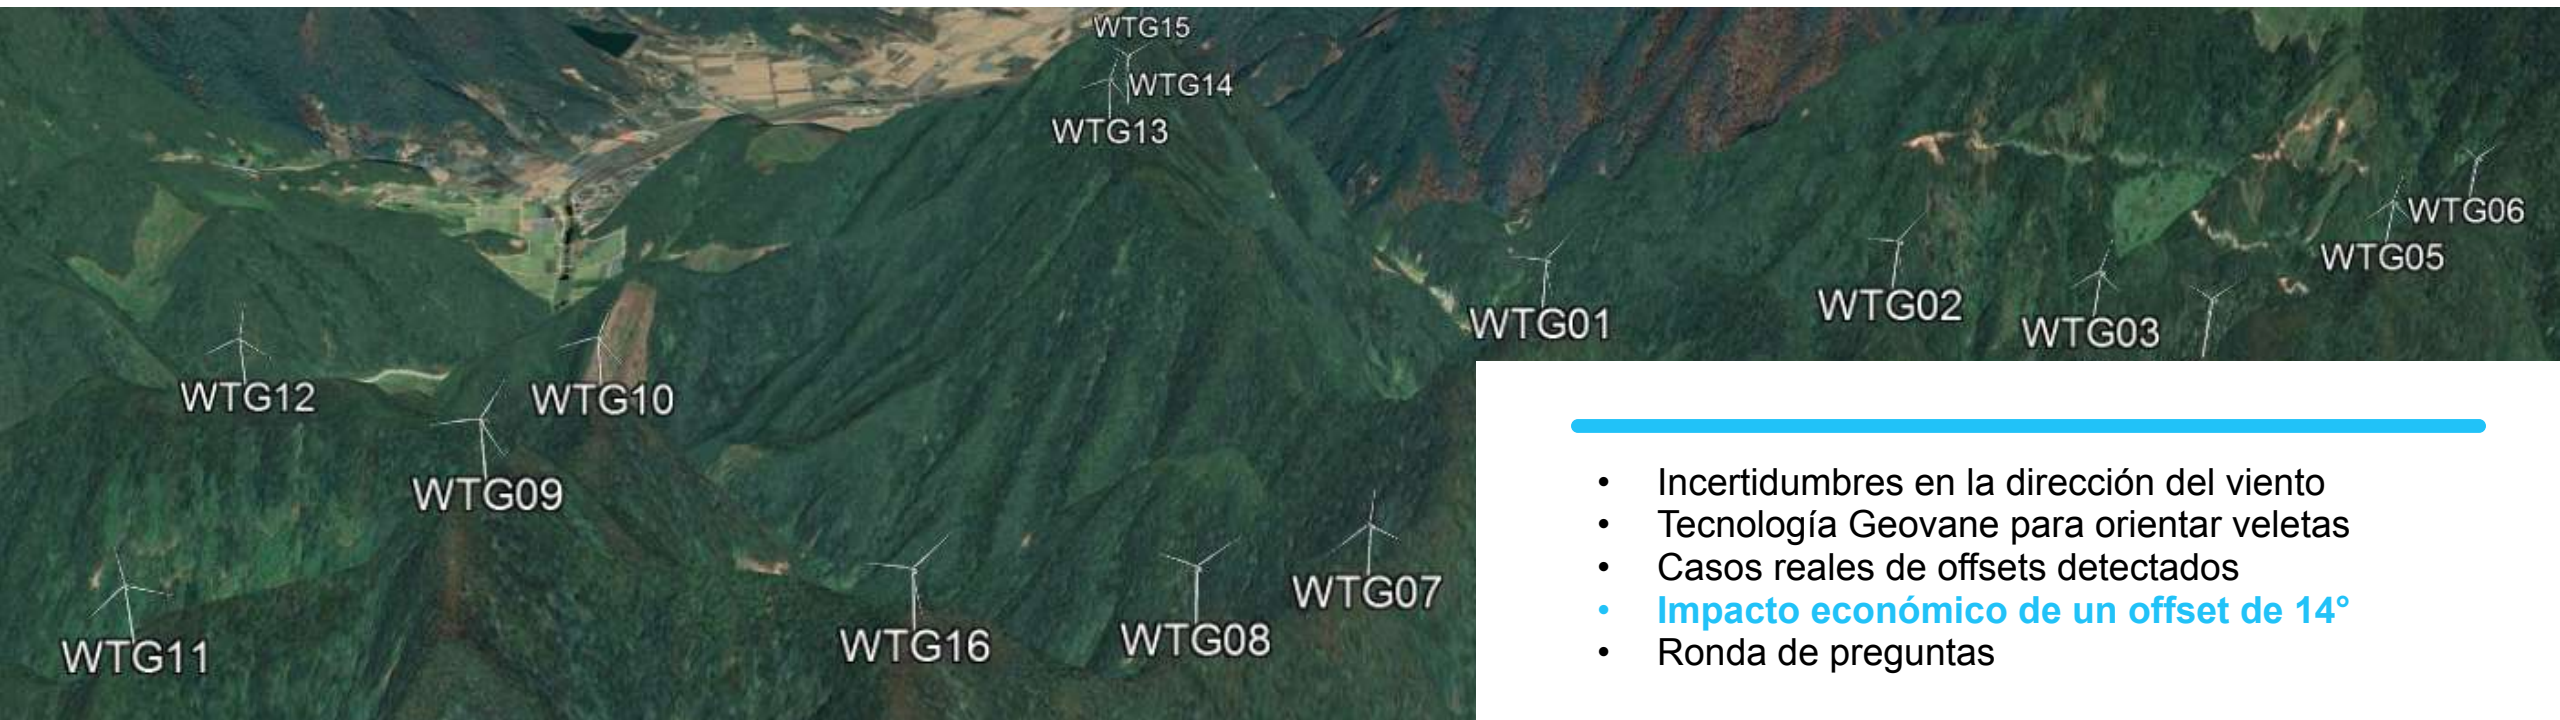 WTG15
WTG14
WTG13
WTG06
WTG05
WTG01
WTG02
WTG03
WTG12
WTG10
WTG09
WTG07
WTG11
WTG16
WTG08
• Incertidumbres en la dirección del viento
• Tecnología Geovane para orientar veletas
• Casos reales de offsets detectados
• Impacto económico de un offset de 14°
• Ronda de preguntas